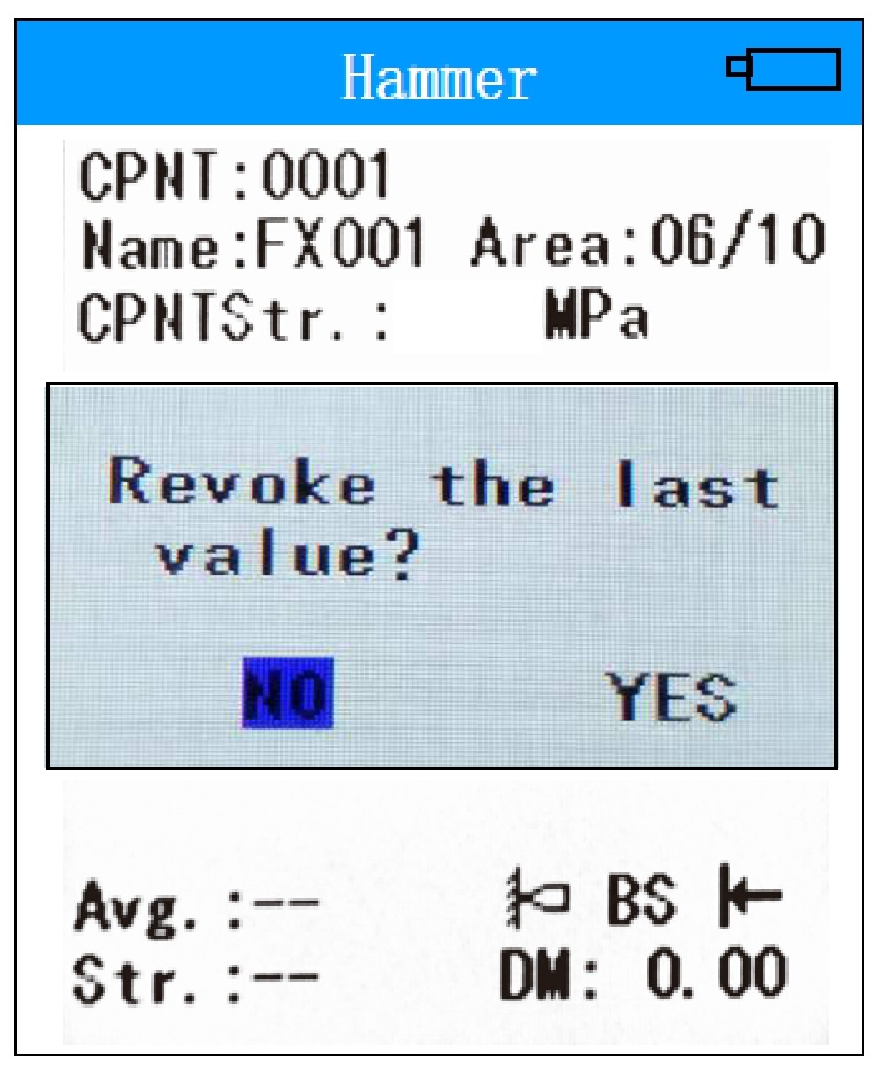 Hammer
CPNT:0001
Name:FX001 Area:06/10
CPNTStr.: MPa
Revoke the last
value?
NO YES
Avg.:-- BS
Str.:-- DM: 0.00